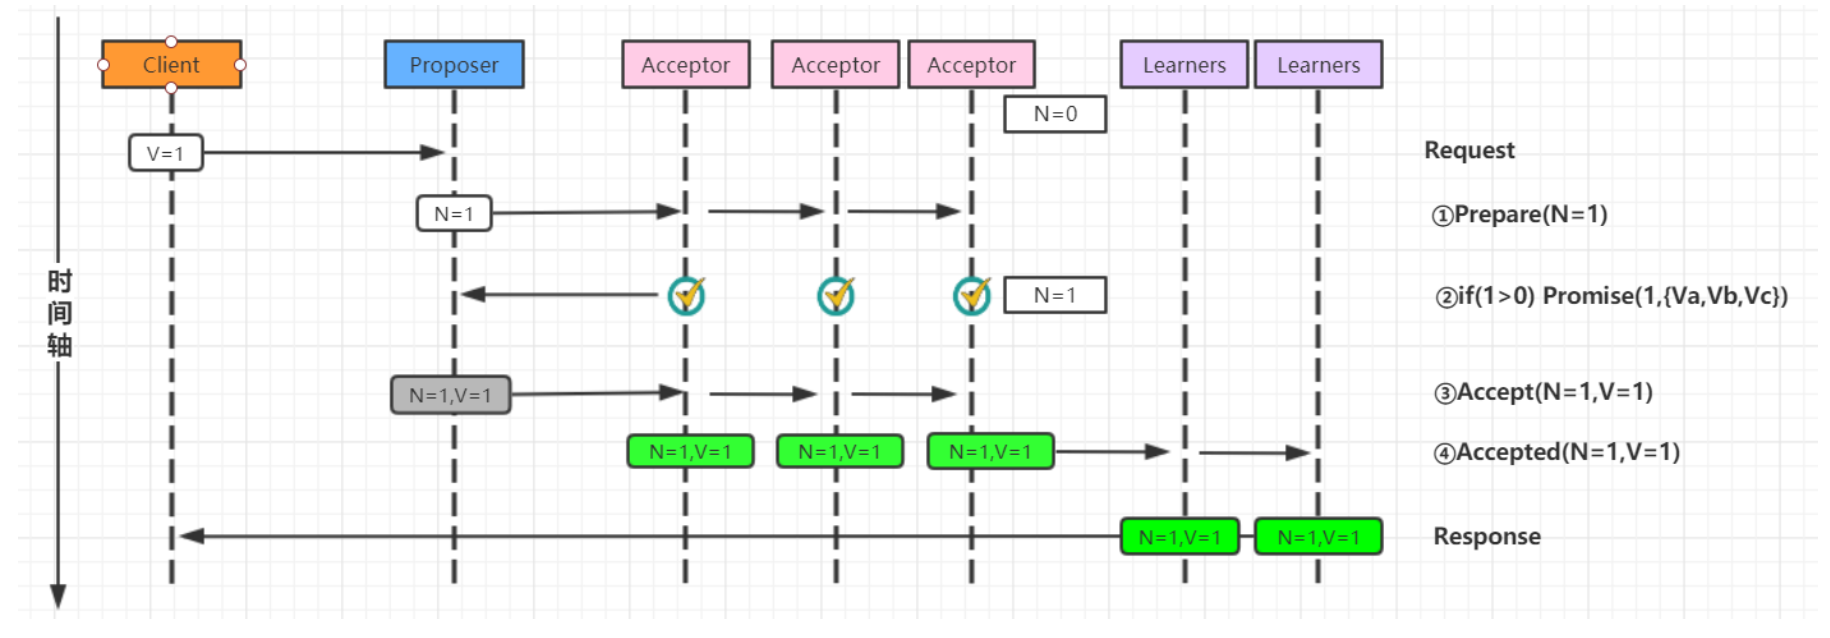 Client
Proposer
Acceptor
Acceptor
Acceptor
Learners
Learners
N=0
V=1
Request
N=1
①Prepare(N=1)
时间轴
N=1
②if(1>0) Promise(1,{Va,Vb,Vc})
N=1,V=1
③Accept(N=1,V=1)
N=1,V=1
N=1,V=1
N=1,V=1
④Accepted(N=1,V=1)
N=1,V=1
N=1,V=1
Response